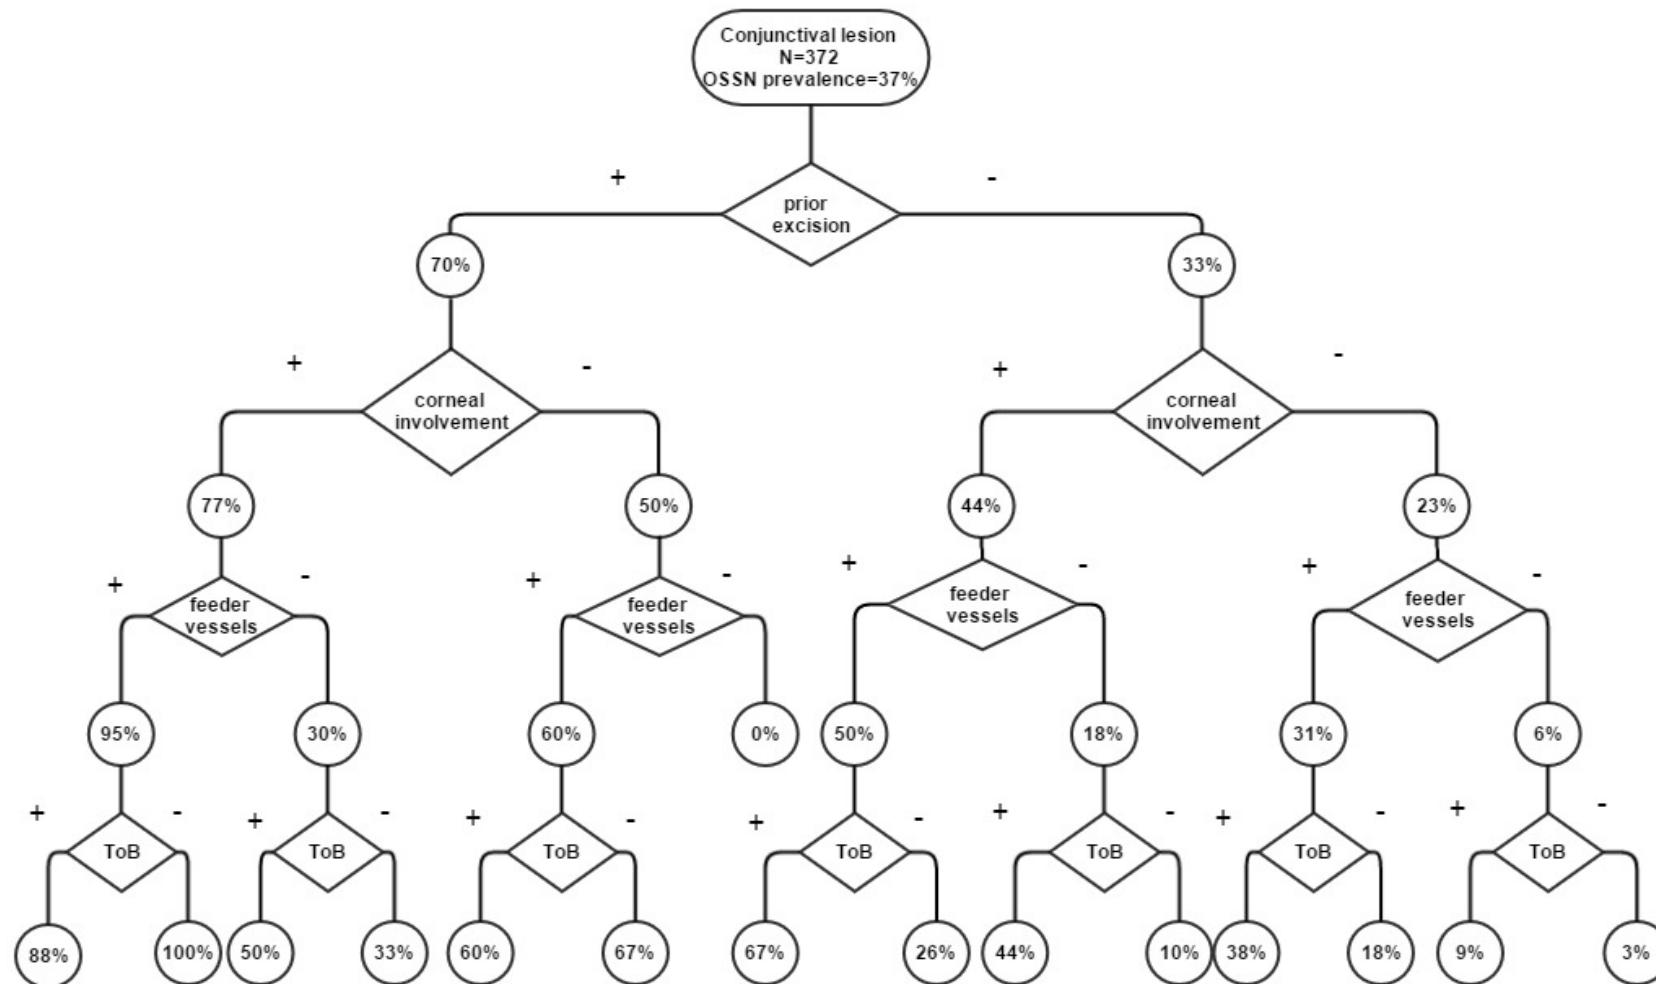 Conjunctival lesion
N=372
OSSN prevalence=37%
+
-
prior
excision
70%
33%
+
-
+
-
corneal
involvement
corneal
involvement
77%
50%
44%
23%
+
-
+
-
+
-
+
-
feeder
vessels
feeder
vessels
feeder
vessels
feeder
vessels
95%
30%
60%
0%
50%
18%
31%
6%
+
-
+
-
+
-
+
-
+
-
+
-
+
-
ToB
ToB
ToB
ToB
ToB
ToB
ToB
88%
100%
50%
33%
60%
67%
67%
26%
44%
10%
38%
18%
9%
3%